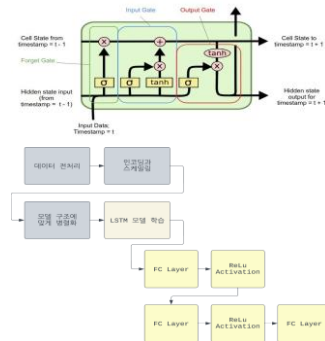 Input Gate
Output Gate
Cell State from
timestamp = t - 1
Cell State to
timestamp = t + 1
tanh
Forget Gate
σ
σ
tanh
σ
Hidden state input
(from
timestamp = t - 1)
Hidden state
output for
timestamp = t + 1
Input Data:
Timestamp = t
데이터 전처리
인코딩과
스케일링
모델 구조에
맞게 병렬화
LSTM 모델 학습
FC Layer
ReLu
Activation
FC Layer
ReLu
Activation
FC Layer